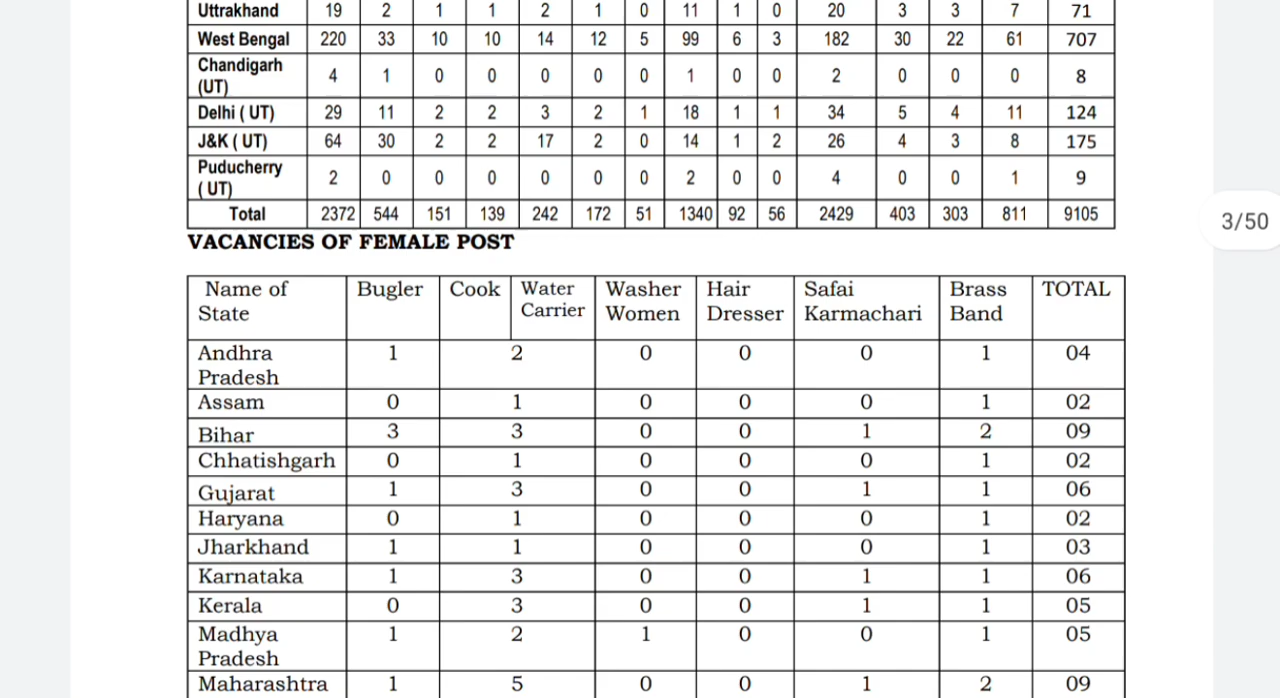 Uttrakhand 19 2 1 1 2 1 0 11 1 0 20 3 3 7 71
West Bengal 220 33 10 10 14 12 5 99 6 3 182 30 22 61 707
Chandigarh
(UT) 4 1 0 0 0 0 0 1 0 0 2 0 0 0 8
Delhi ( UT) 29 11 2 2 3 2 1 18 1 1 34 5 4 11 124
J&K ( UT) 64 30 2 2 17 2 0 14 1 2 26 4 3 8 175
Puducherry
( UT) 2 0 0 0 0 0 0 2 0 0 4 0 0 1 9
Total 2372 544 151 139 242 172 51 1340 92 56 2429 403 303 811 9105
3/50
VACANCIES OF FEMALE POST
Name of Bugler Cook Water Washer Hair Safai Brass TOTAL
State Carrier Women Dresser Karmachari Band
Andhra 1 2 0 0 0 1 04
Pradesh
Assam 0 1 0 0 0 1 02
Bihar 3 3 0 0 1 2 09
Chhatishgarh 0 1 0 0 0 1 02
Gujarat 1 3 0 0 1 1 06
Haryana 0 1 0 0 0 1 02
Jharkhand 1 1 0 0 0 1 03
Karnataka 1 3 0 0 1 1 06
Kerala 0 3 0 0 1 1 05
Madhya 1 2 1 0 0 1 05
Pradesh
Maharashtra 1 5 0 0 1 2 09